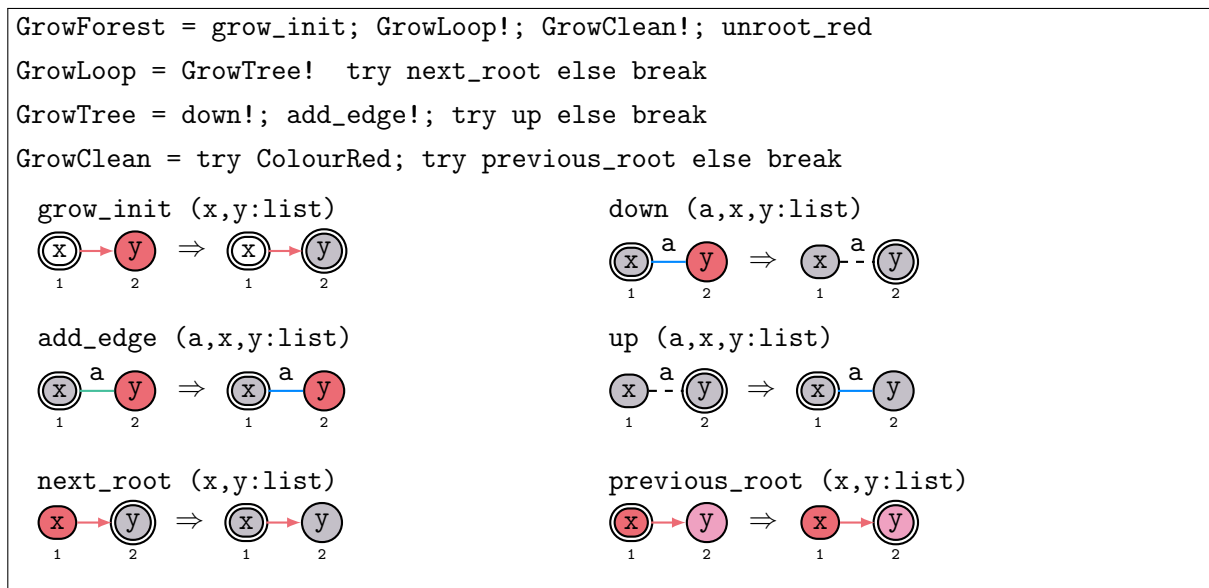 GrowForest = grow_init; GrowLoop!; GrowClean!; unroot_red
GrowLoop = GrowTree! try next_root else break
GrowTree = down!; add_edge!; try up else break
GrowClean = try ColourRed; try previous_root else break
grow_init (x,y:list) down (a,x,y:list)
x y ⇒ x y x a y ⇒ x a y
1 2 1 2 1 2 1 2
add_edge (a,x,y:list) up (a,x,y:list)
x a y ⇒ x a y x a y ⇒ x a y
1 2 1 2 1 2 1 2
next_root (x,y:list) previous_root (x,y:list)
x y ⇒ x y x y ⇒ x y
1 2 1 2 1 2 1 2